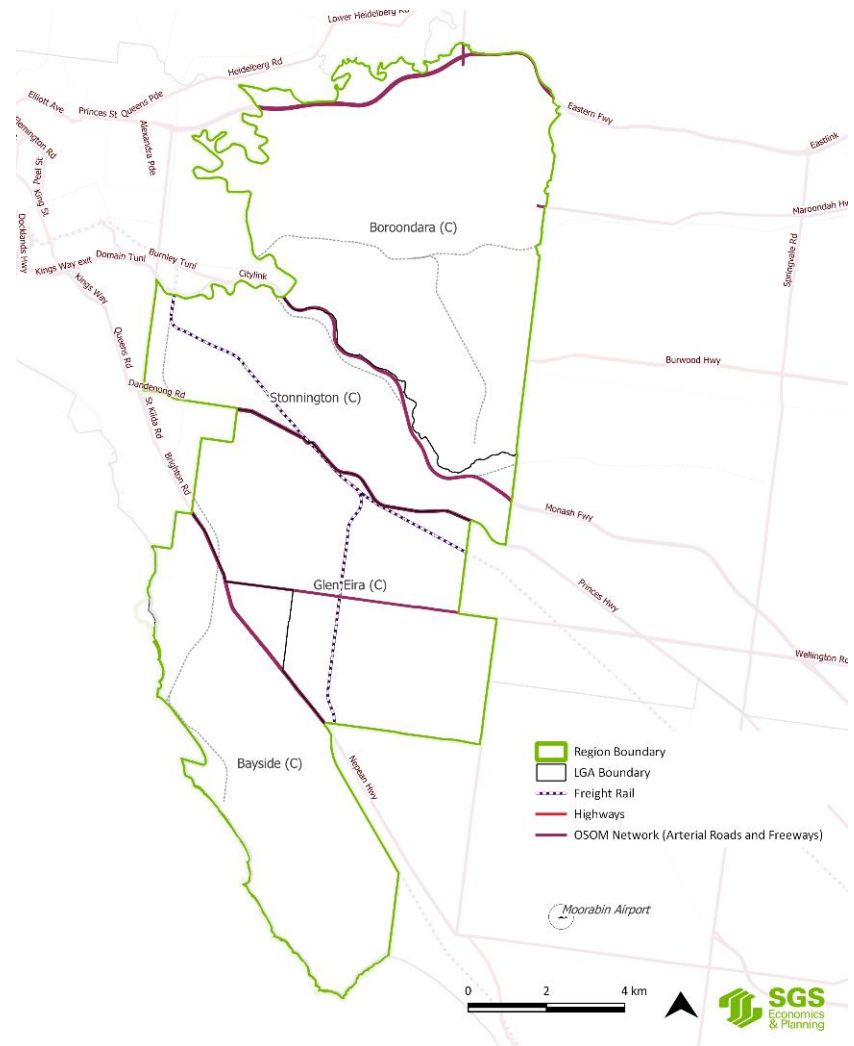 Lower Heidelberg Rd
Heidelberg Rd
Queens Pde
Princes St
Elliott Ave
Alexandra Pde
Flemington Rd
Peel St
King St
Docklands Hwy
Eastern Fwy
Eastlink
Maroondah Hw
Springvale Rd
Boroondara (C)
Kings Way exit
Domain Tunl
Burnley Tunl
Citylink
Kings Way
Queens Rd
Burwood Hwy
Dandenong Rd
Stonnington (C)
St Kilda Rd
Brighton Rd
Monash Fwy
Princes Hwy
Glen Eira (C)
Wellington Rd
Bayside (C)
Nepean Hwy
Region Boundary
LGA Boundary
Freight Rail
Highways
OSOM Network (Arterial Roads and Freeways)
Moorabin Airport
0 2 4 km
SGS
Economics
& Planning